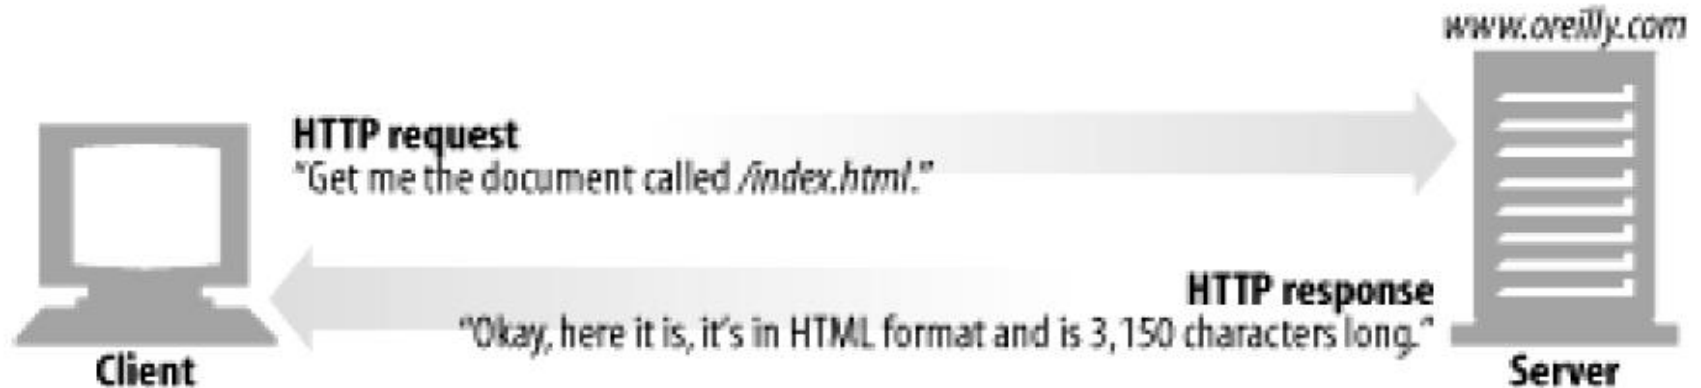 www.oreilly.com
HTTP request
“Get me the document called /index.html.”
HTTP response
“Okay, here it is, it’s in HTML format and is 3,150 characters long.”
Client
Server